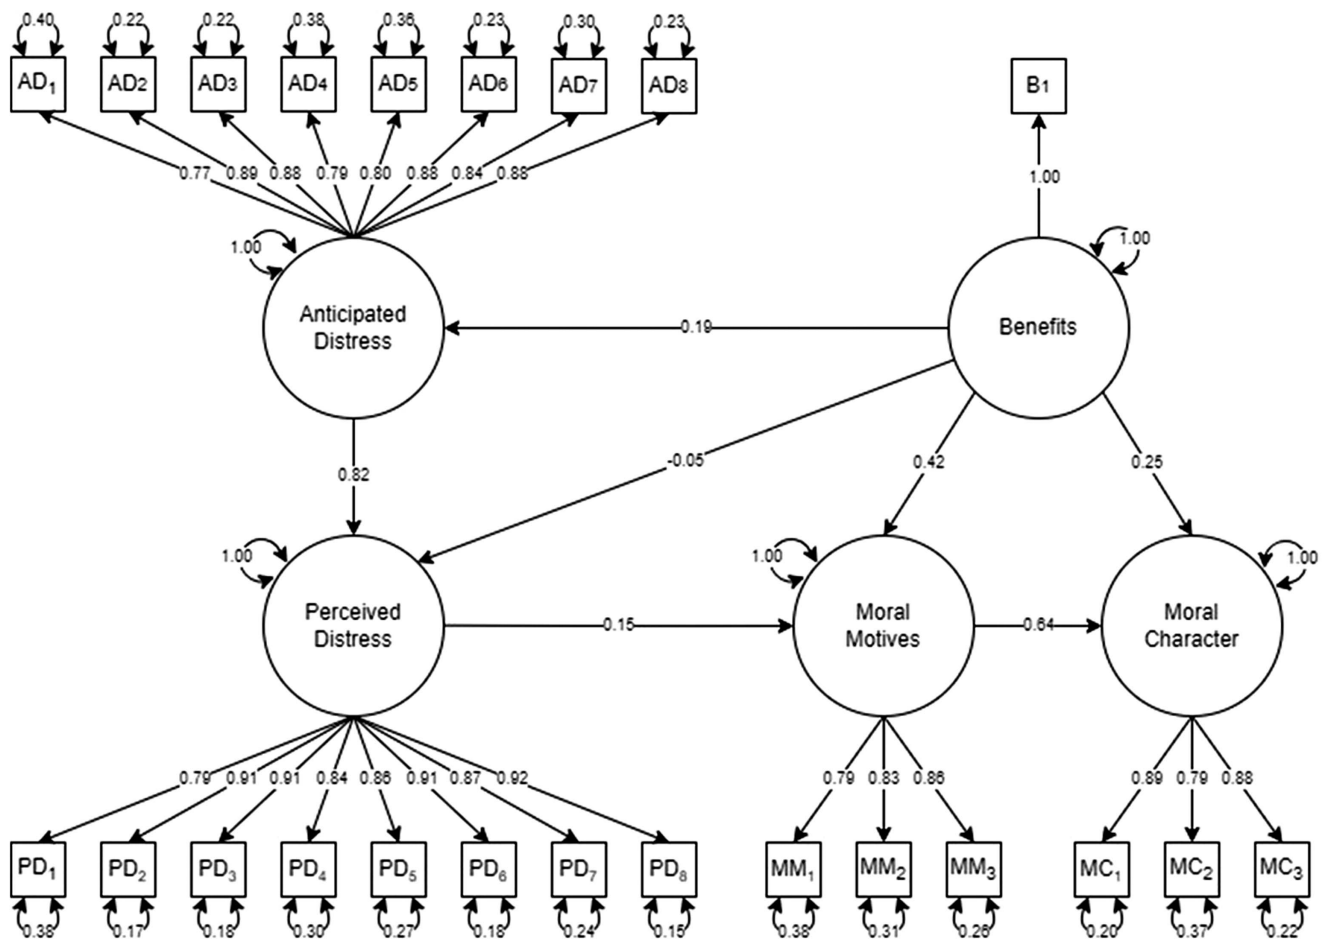 0.40 0.22 0.22 0.38 0.36 0.23 0.30 0.23
AD1 AD2 AD3 AD4 AD5 AD6 AD7 AD8 B1
0.77 0.89 0.88 0.79 0.80 0.88 0.84 0.88 1.00
1.00 1.00
Anticipated
Distress
Benefits
0.19
-0.05
0.42 0.25
0.82
1.00 1.00 1.00
Perceived
Distress
0.15
Moral
Motives
0.64
Moral
Character
0.79 0.91 0.91 0.84 0.86 0.91 0.87 0.92 0.79 0.83 0.86 0.89 0.79 0.88
PD1 PD2 PD3 PD4 PD5 PD6 PD7 PD8 MM1 MM2 MM3 MC1 MC2 MC3
0.38 0.17 0.18 0.30 0.27 0.18 0.24 0.15 0.38 0.31 0.26 0.20 0.37 0.22